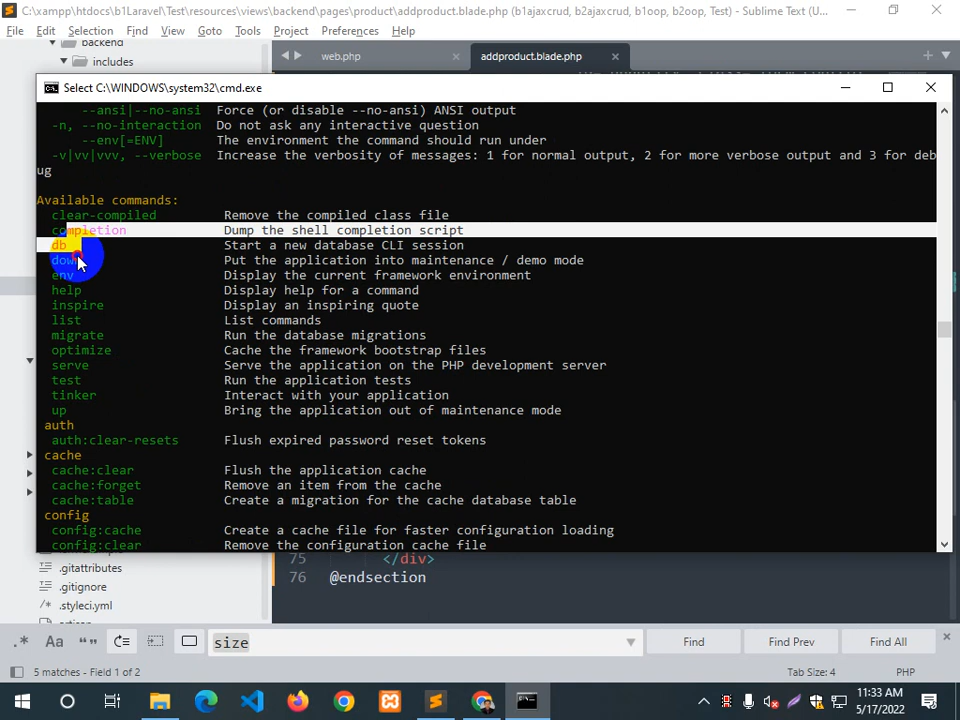 C:\xampp\htdocs\b1Laravel\Test\resources\views\backend\pages\product\addproduct.blade.php (b1ajaxcrud, b2ajaxcrud, b1oop, b2oop, Test) - Sublime Text (U...
File Edit Selection Find View Goto Tools Project Preferences Help
backend
includes
web.php
addproduct.blade.php
Select C:\WINDOWS\system32\cmd.exe
--ansi|--no-ansi Force (or disable --no-ansi) ANSI output
-n, --no-interaction Do not ask any interactive question
--env[=ENV] The environment the command should run under
-v|vv|vvv, --verbose Increase the verbosity of messages: 1 for normal output, 2 for more verbose output and 3 for deb
ug
Available commands:
clear-compiled Remove the compiled class file
completion Dump the shell completion script
db Start a new database CLI session
down Put the application into maintenance / demo mode
env Display the current framework environment
help Display help for a command
inspire Display an inspiring quote
list List commands
migrate Run the database migrations
optimize Cache the framework bootstrap files
serve Serve the application on the PHP development server
test Run the application tests
tinker Interact with your application
up Bring the application out of maintenance mode
auth
auth:clear-resets Flush expired password reset tokens
cache
cache:clear Flush the application cache
cache:forget Remove an item from the cache
cache:table Create a migration for the cache database table
config
config:cache Create a cache file for faster configuration loading
config:clear Remove the configuration cache file
75 </div>
76 @endsection
.gitattributes
.gitignore
.styleci.yml
.* Aa “” size Find Find Prev Find All
5 matches - Field 1 of 2 Tab Size: 4 PHP
11:33 AM
5/17/2022